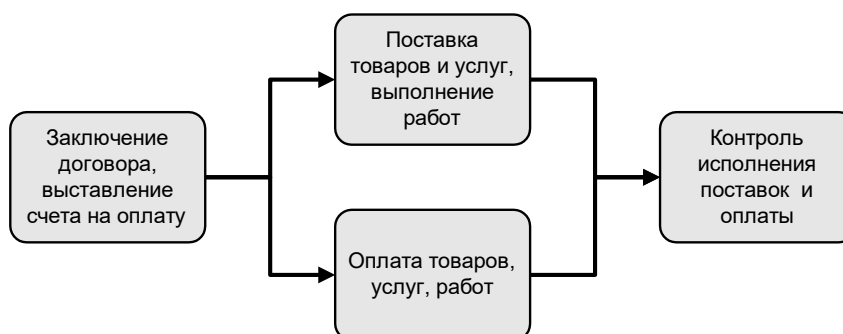 Заключение
договора,
выставление
счета на оплату
Поставка
товаров и услуг,
выполнение
работ
Оплата товаров,
услуг, работ
Контроль
исполнения
поставок и
оплаты